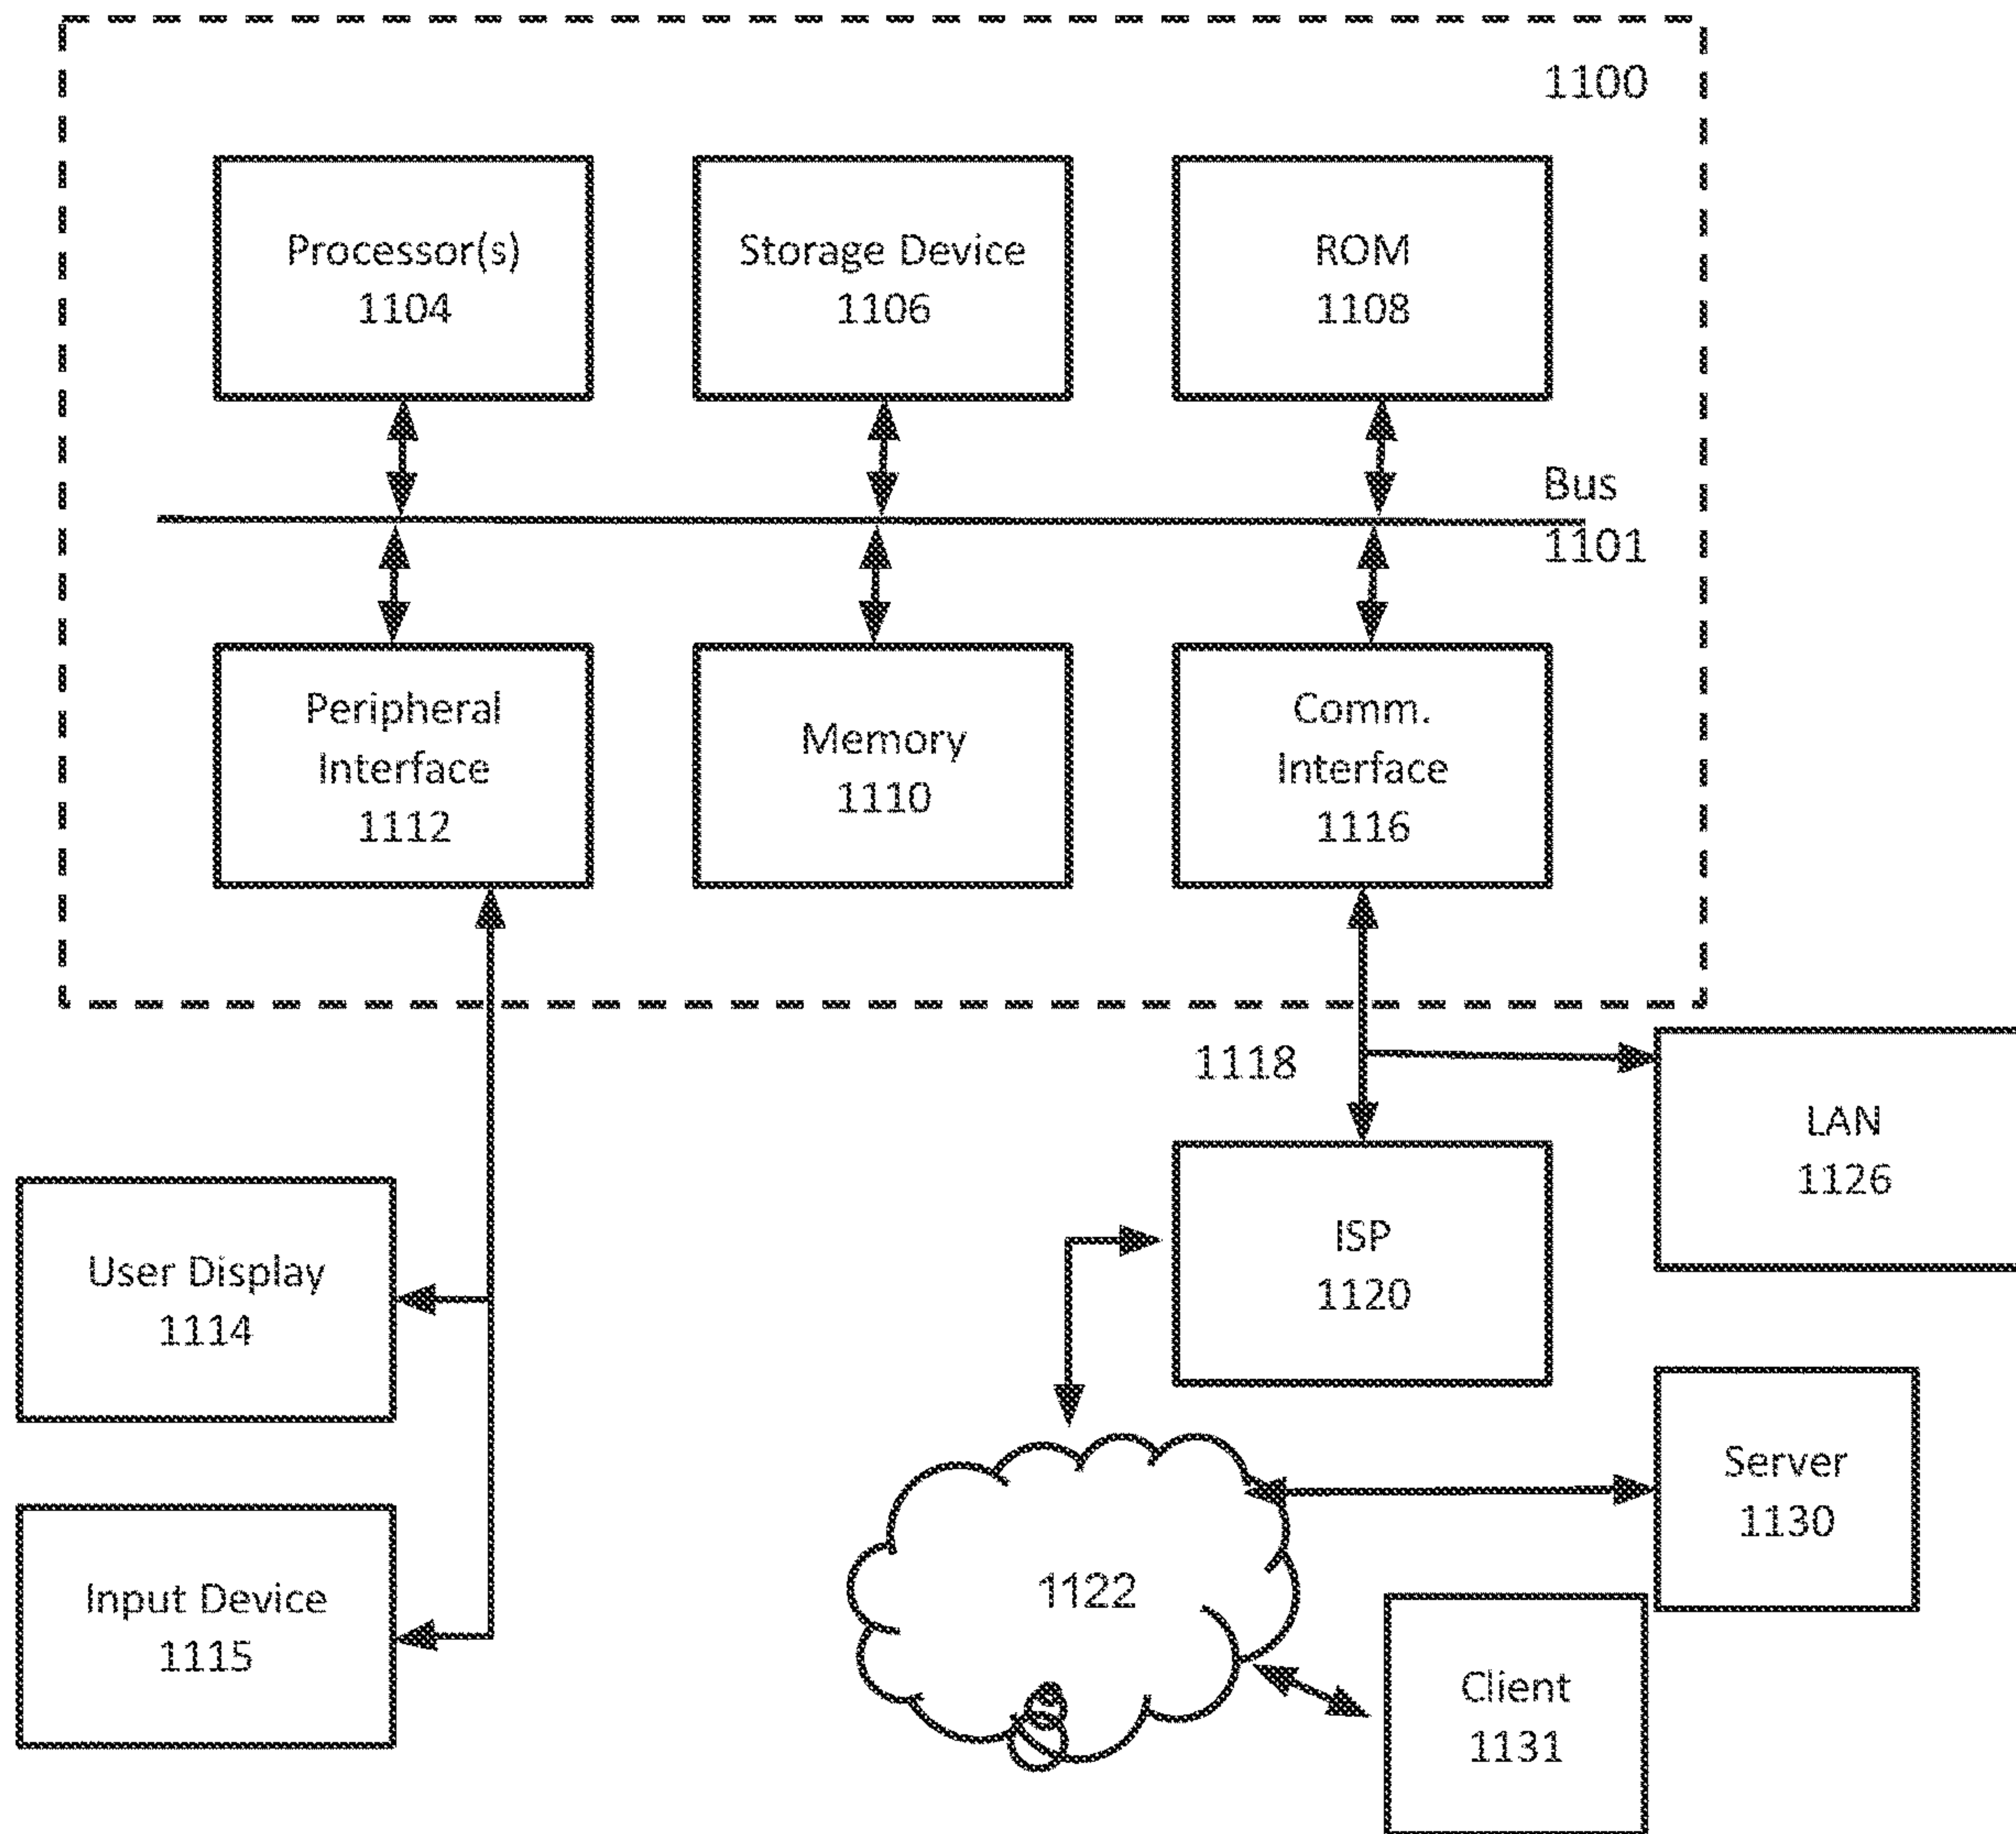 1100
Processor(s)
1104
Storage Device
1106
ROM
1108
Bus
1101
Peripheral
Interface
1112
Memory
1110
Comm.
Interface
1116
1118
LAN
1126
User Display
1114
ISP
1120
Server
1130
Input Device
1115
1122
Client
1131